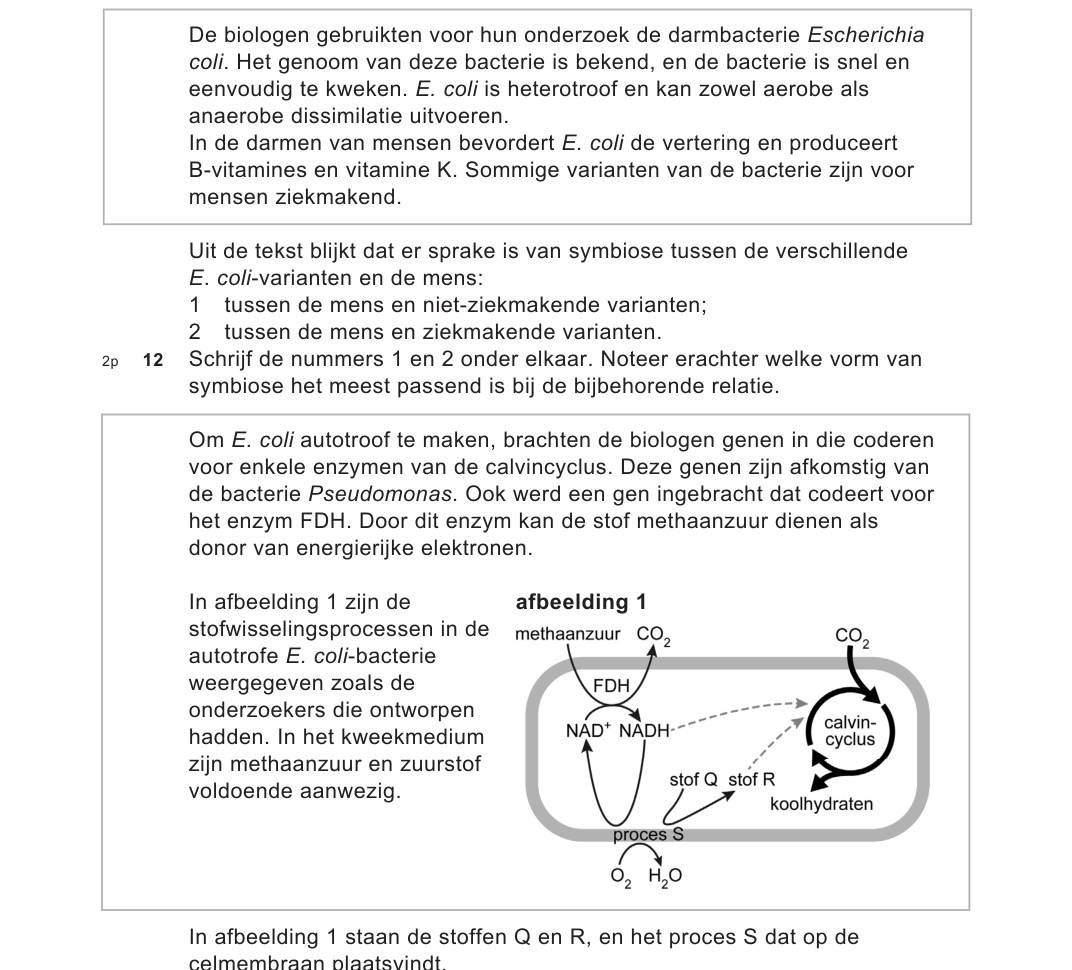 De biologen gebruikten voor hun onderzoek de darmbacterie Escherichia
coli. Het genoom van deze bacterie is bekend, en de bacterie is snel en
eenvoudig te kweken. E. coli is heterotroof en kan zowel aerobe als
anaerobe dissimilatie uitvoeren.
In de darmen van mensen bevordert E. coli de vertering en produceert
B-vitamines en vitamine K. Sommige varianten van de bacterie zijn voor
mensen ziekmakend.
Uit de tekst blijkt dat er sprake is van symbiose tussen de verschillende
E. coli-varianten en de mens:
1 tussen de mens en niet-ziekmakende varianten;
2 tussen de mens en ziekmakende varianten.
2p 12 Schrijf de nummers 1 en 2 onder elkaar. Noteer erachter welke vorm van
symbiose het meest passend is bij de bijbehorende relatie.
Om E. coli autotroof te maken, brachten de biologen genen in die coderen
voor enkele enzymen van de calvincyclus. Deze genen zijn afkomstig van
de bacterie Pseudomonas. Ook werd een gen ingebracht dat codeert voor
het enzym FDH. Door dit enzym kan de stof methaanzuur dienen als
donor van energierijke elektronen.
In afbeelding 1 zijn de
stofwisselingsprocessen in de
autotrofe E. coli-bacterie
weergegeven zoals de
onderzoekers die ontworpen
hadden. In het kweekmedium
zijn methaanzuur en zuurstof
voldoende aanwezig.
afbeelding 1
methaanzuur CO2
CO2
FDH
NAD+ NADH
calvin-
cyclus
stof Q stof R
koolhydraten
proces S
O2 H2O
In afbeelding 1 staan de stoffen Q en R, en het proces S dat op de
celmembraan plaatsvindt.